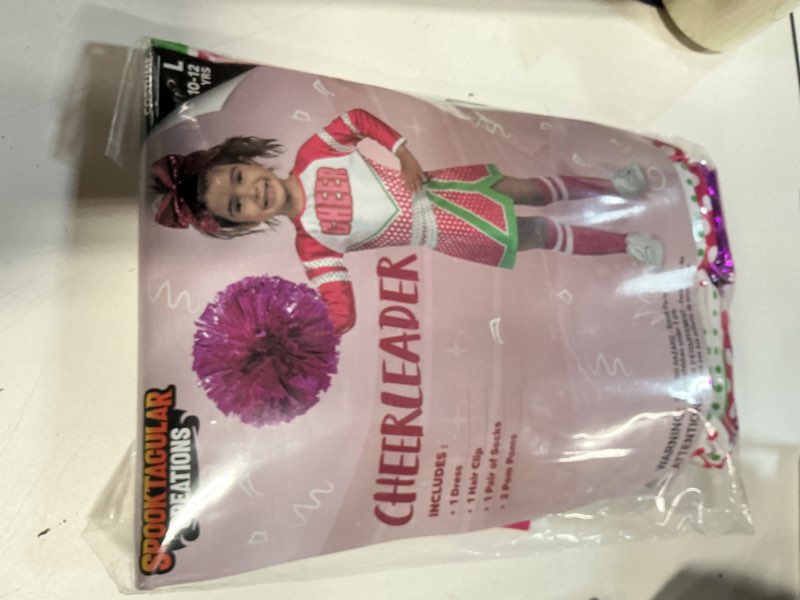 SPOOKTACULAR
CREATIONS
L
10-12
YRS
CHEER
CHEERLEADER
INCLUDES :
• 1 Dress
• 1 Hair Clip
• 1 Pair of Socks
• 2 Pom Poms
WARNING:
ATTENTION